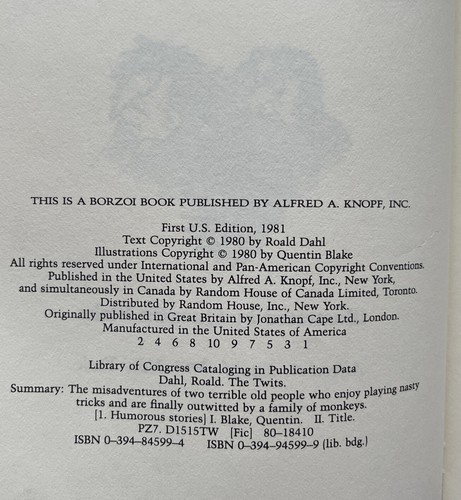 THIS IS A BORZOI BOOK PUBLISHED BY ALFRED A. KNOPF, INC.
First U.S. Edition, 1981
Text Copyright © 1980 by Roald Dahl
Illustrations Copyright © 1980 by Quentin Blake
All rights reserved under International and Pan-American Copyright Conventions.
Published in the United States by Alfred A. Knopf, Inc., New York,
and simultaneously in Canada by Random House of Canada Limited, Toronto.
Distributed by Random House, Inc., New York.
Originally published in Great Britain by Jonathan Cape Ltd., London.
Manufactured in the United States of America
2 4 6 8 10 9 7 5 3 1
Library of Congress Cataloging in Publication Data
Dahl, Roald. The Twits.
Summary: The misadventures of two terrible old people who enjoy playing nasty
tricks and are finally outwitted by a family of monkeys.
[1. Humorous stories] I. Blake, Quentin. II. Title.
PZ7. D1515TW [Fic] 80-18410
ISBN 0-394-84599-4 ISBN 0-394-94599-9 (lib. bdg.)